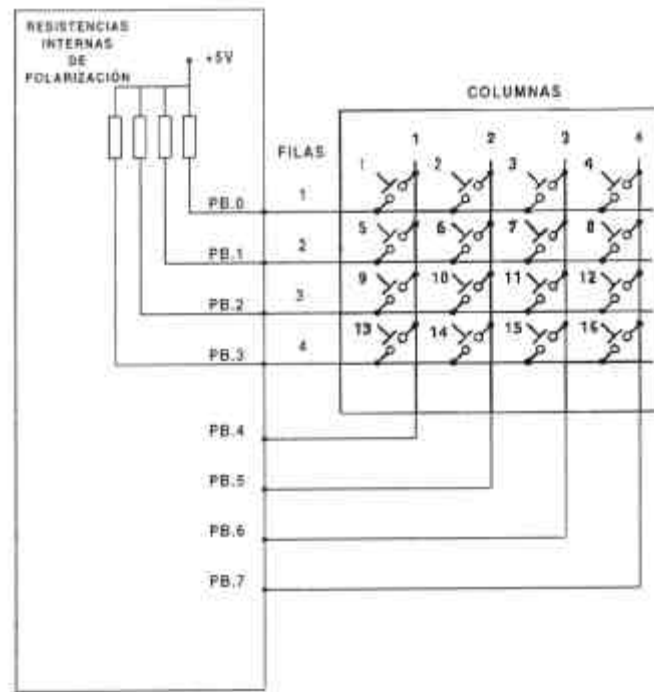 RESISTENCIAS
INTERNAS
DE
POLARIZACIÓN
+5V
COLUMNAS
FILAS
1 2 3 4
1 2 3 4
PB.0 1
5 6 7 8
PB.1 2
9 10 11 12
PB.2 3
13 14 15 16
PB.3 4
PB.4
PB.5
PB.6
PB.7